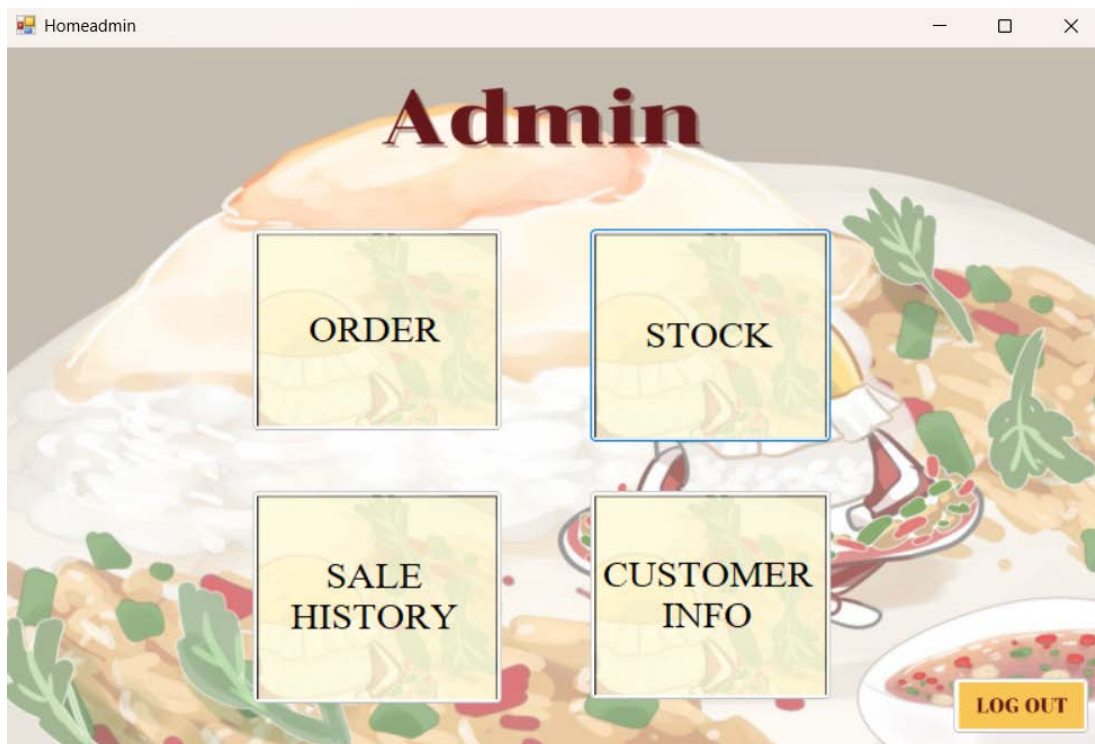 Homeadmin
Admin
ORDER
STOCK
SALE
HISTORY
CUSTOMER
INFO
LOG OUT